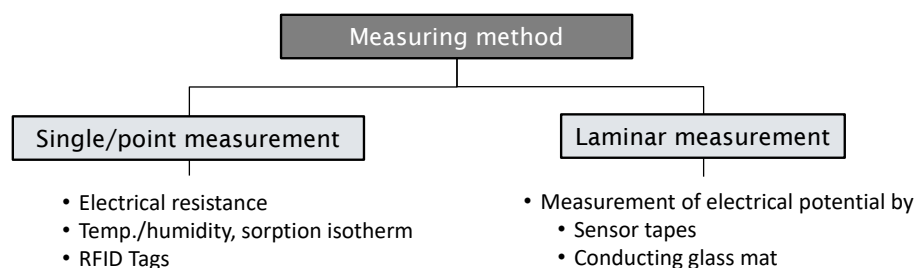 Measuring method
Single/point measurement
• Electrical resistance
• Temp./humidity, sorption isotherm
• RFID Tags
Laminar measurement
• Measurement of electrical potential by
• Sensor tapes
• Conducting glass mat